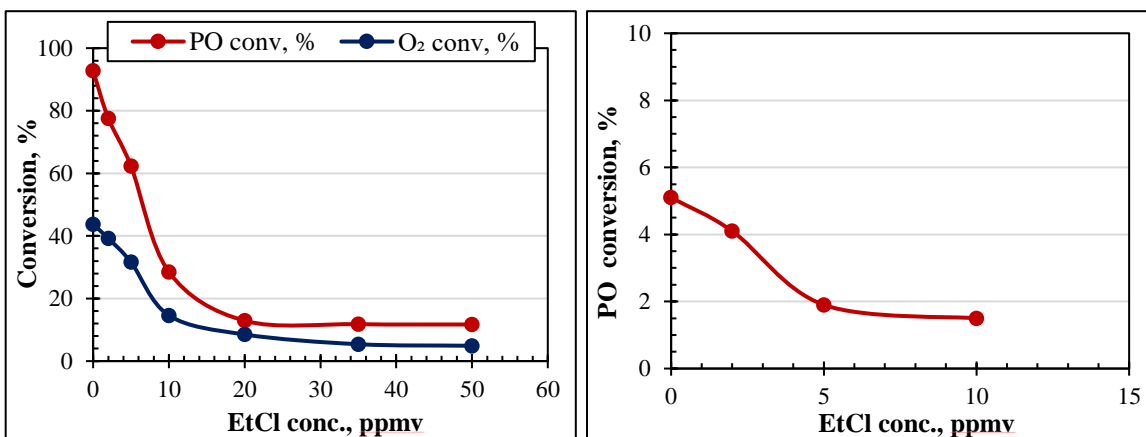 PO conv, % O₂ conv, %
Conversion, %
100
80
60
40
20
0
0 10 20 30 40 50 60
EtCl conc., ppmv
PO conversion, %
10
8
6
4
2
0
0 5 10 15
EtCl conc., ppmv